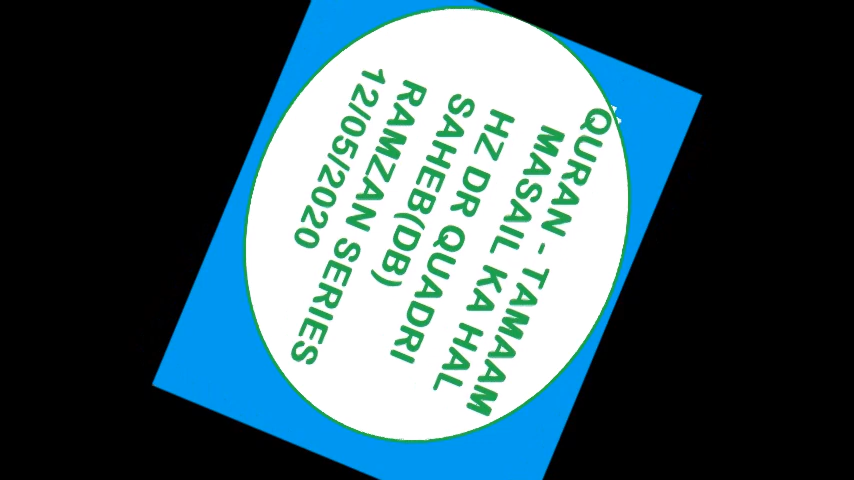 QURAN - TAMAAM
MASAIL KA HAL
HZ DR QUADRI
SAHEB(DB)
RAMZAN SERIES
12/05/2020